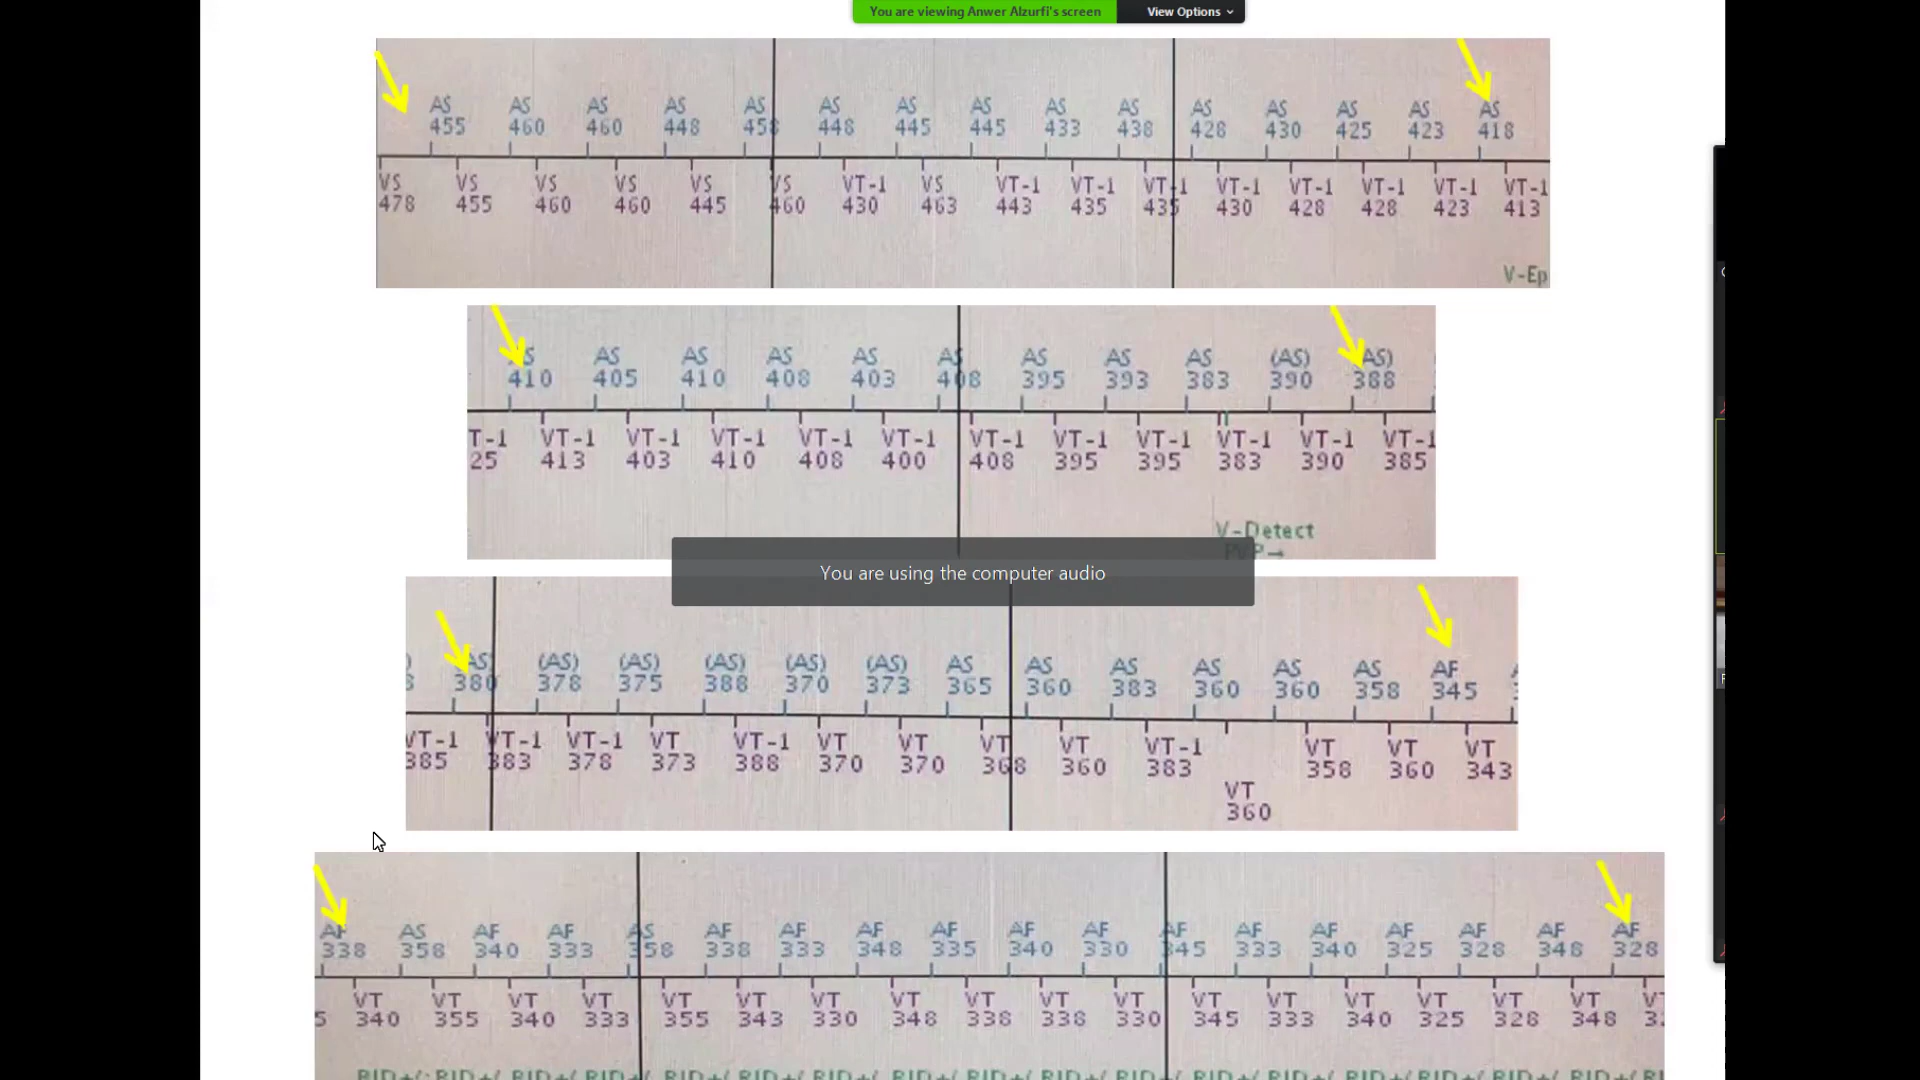 You are viewing Anwer Alzurfi's screen View Options
AS AS AS AS AS AS AS AS AS AS AS AS AS AS AS
455 460 460 448 458 448 445 445 433 438 428 430 425 423 418
VS VS VS VS VS VS VT-1 VS VT-1 VT-1 VT-1 VT-1 VT-1 VT-1 VT-1 VT-1
478 455 460 460 445 460 430 463 443 435 435 430 428 428 423 413
V-Ep
AS AS AS AS AS AS AS AS (AS) AS)
410 405 410 408 403 408 395 393 383 390 388
T-1 VT-1 VT-1 VT-1 VT-1 VT-1 VT-1 VT-1 VT-1 VT-1 VT-1 VT-1
25 413 403 410 408 400 408 395 395 383 390 385
V-Detect
PVP→
You are using the computer audio
AS) (AS) (AS) (AS) (AS) (AS) AS AS AS AS AS AS AF
380 378 375 388 370 373 365 360 383 360 360 358 345
VT-1 VT-1 VT-1 VT VT-1 VT VT VT VT VT-1 VT VT VT
385 383 378 373 388 370 370 368 360 383 358 360 343
VT
360
AF AS AF AF AS AF AF AF AF AF AF AF AF AF AF AF AF AF
338 358 340 333 358 338 333 348 335 340 330 345 333 340 325 328 348 328
VT VT VT VT VT VT VT VT VT VT VT VT VT VT VT VT VT
5 340 355 340 333 355 343 330 348 338 338 330 345 333 340 325 328 348